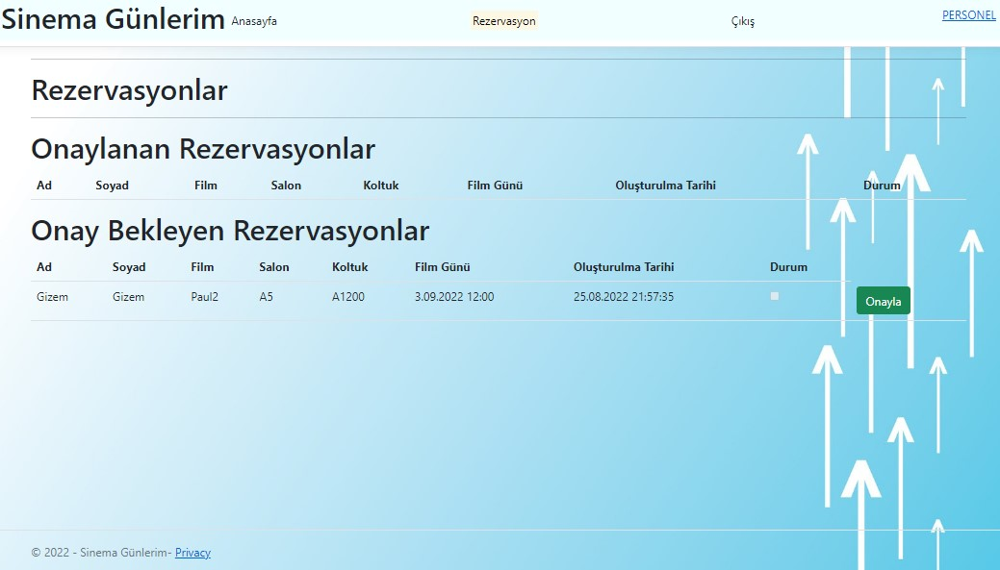 Sinema Günlerim Anasayfa Rezervasyon Çıkış PERSONEL
Rezervasyonlar
Onaylanan Rezervasyonlar
Ad Soyad Film Salon Koltuk Film Günü Oluşturulma Tarihi Durum
Onay Bekleyen Rezervasyonlar
Ad Soyad Film Salon Koltuk Film Günü Oluşturulma Tarihi Durum
Gizem Gizem Paul2 A5 A1200 3.09.2022 12:00 25.08.2022 21:57:35 Onayla
© 2022 - Sinema Günlerim- Privacy